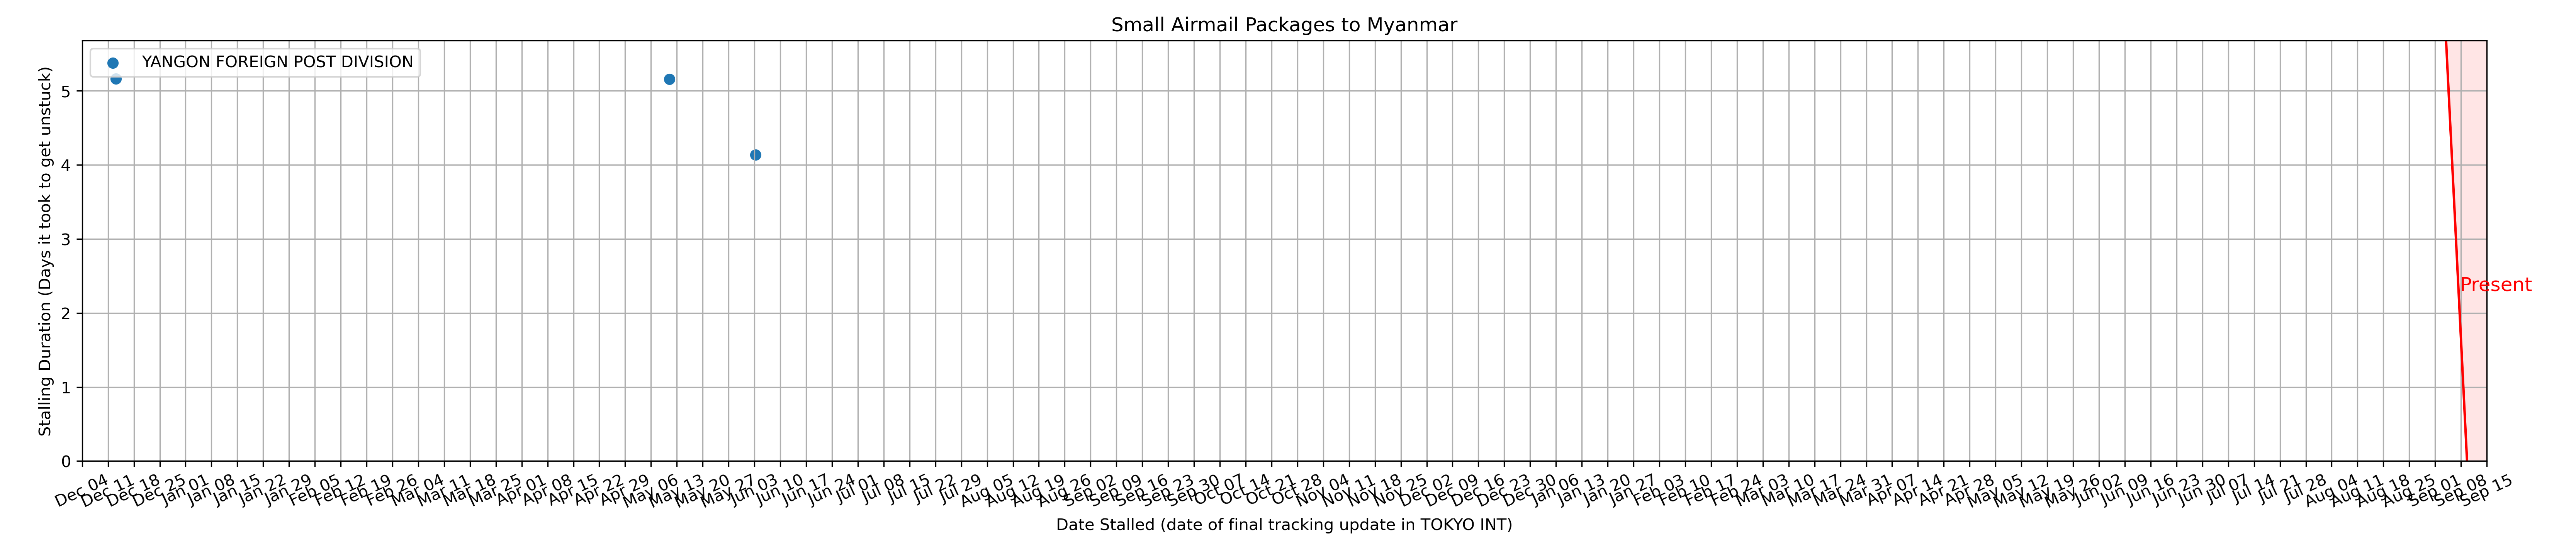 Small Airmail Packages to Myanmar
YANGON FOREIGN POST DIVISION
Stalling Duration (Days it took to get unstuck)
5
4
3
2
1
0
Present
Dec 04
Dec 11
Dec 18
Dec 25
Jan 01
Jan 08
Jan 15
Jan 22
Jan 29
Feb 05
Feb 12
Feb 19
Feb 26
Mar 04
Mar 11
Mar 18
Mar 25
Apr 01
Apr 08
Apr 15
Apr 22
Apr 29
May 06
May 13
May 20
May 27
Jun 03
Jun 10
Jun 17
Jun 24
Jul 01
Jul 08
Jul 15
Jul 22
Jul 29
Aug 05
Aug 12
Aug 19
Aug 26
Sep 02
Sep 09
Sep 16
Sep 23
Sep 30
Oct 07
Oct 14
Oct 21
Oct 28
Nov 04
Nov 11
Nov 18
Nov 25
Dec 02
Dec 09
Dec 16
Dec 23
Dec 30
Jan 06
Jan 13
Jan 20
Jan 27
Feb 03
Feb 10
Feb 17
Feb 24
Mar 03
Mar 10
Mar 17
Mar 24
Mar 31
Apr 07
Apr 14
Apr 21
Apr 28
May 05
May 12
May 19
May 26
Jun 02
Jun 09
Jun 16
Jun 23
Jun 30
Jul 07
Jul 14
Jul 21
Jul 28
Aug 04
Aug 11
Aug 18
Aug 25
Sep 01
Sep 08
Sep 15
Date Stalled (date of final tracking update in TOKYO INT)